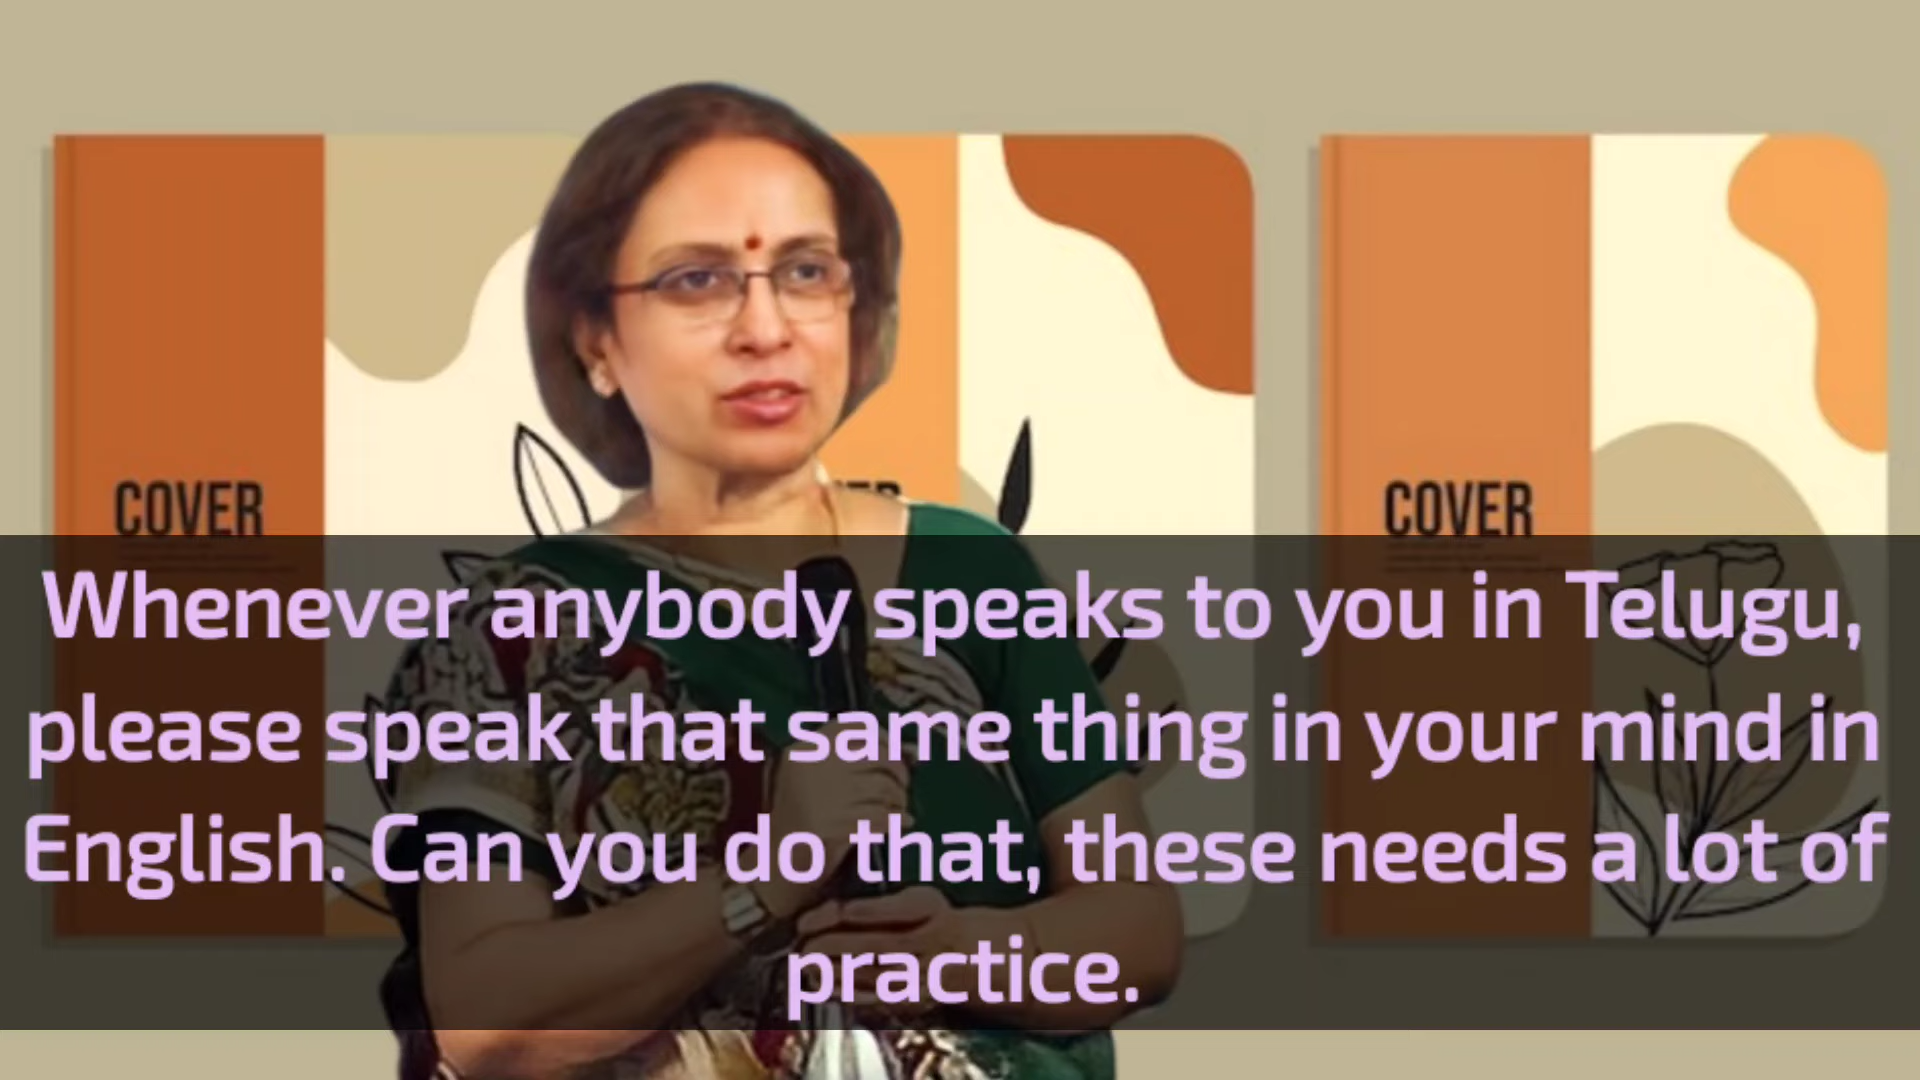 COVER
COVER
Whenever anybody speaks to you in Telugu,
please speak that same thing in your mind in
English. Can you do that, these needs a lot of
practice.